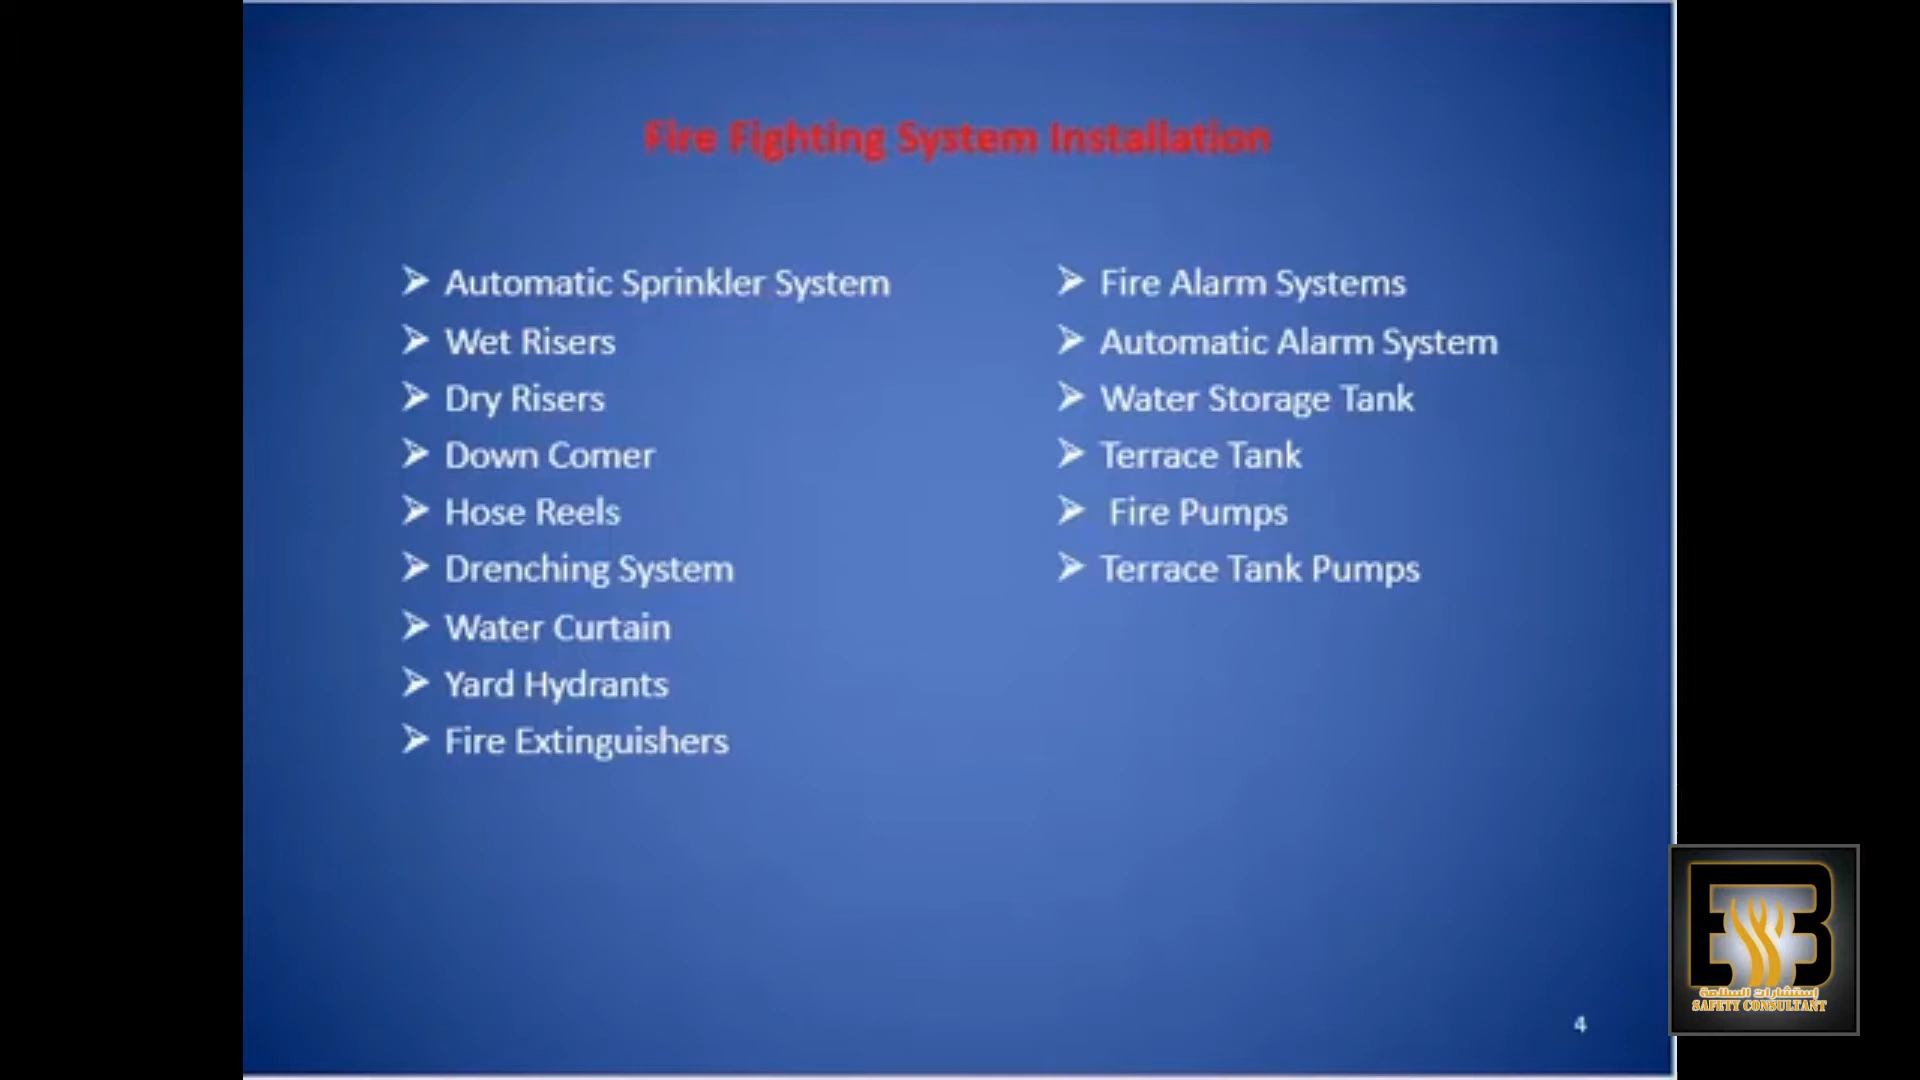 Fire Fighting System Installation
➢ Automatic Sprinkler System
➢ Wet Risers
➢ Dry Risers
➢ Down Comer
➢ Hose Reels
➢ Drenching System
➢ Water Curtain
➢ Yard Hydrants
➢ Fire Extinguishers
➢ Fire Alarm Systems
➢ Automatic Alarm System
➢ Water Storage Tank
➢ Terrace Tank
➢ Fire Pumps
➢ Terrace Tank Pumps
4
إستشارات السلامة
SAFETY CONSULTANT